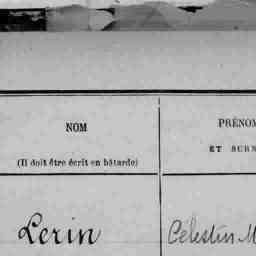 NOM
(Il doit être écrit en bâtarde)
PRÉNOM
ET SURN
Lerin
Célestin M